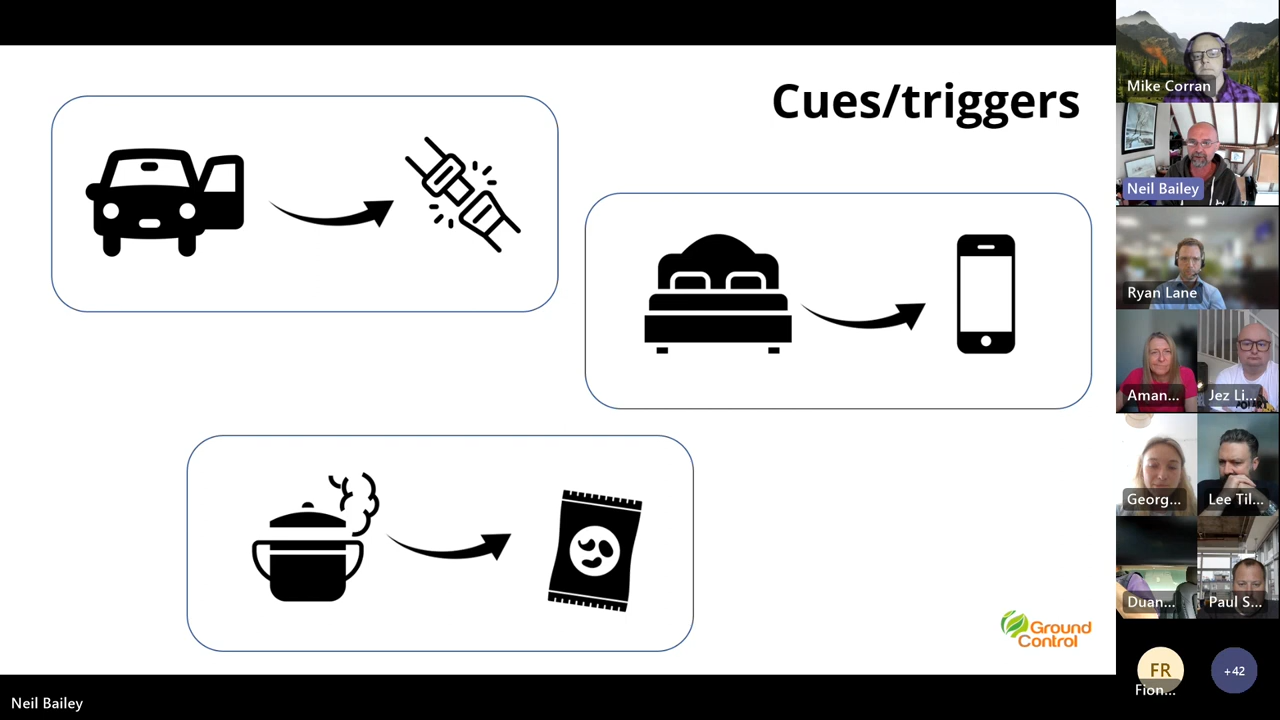 Cues/triggers
Ground
Control
Neil Bailey
Mike Corran
Neil Bailey
Ryan Lane
Aman...
Jez Li...
Georg...
Lee Til...
Duan...
Paul S...
FR
Fion...
+42